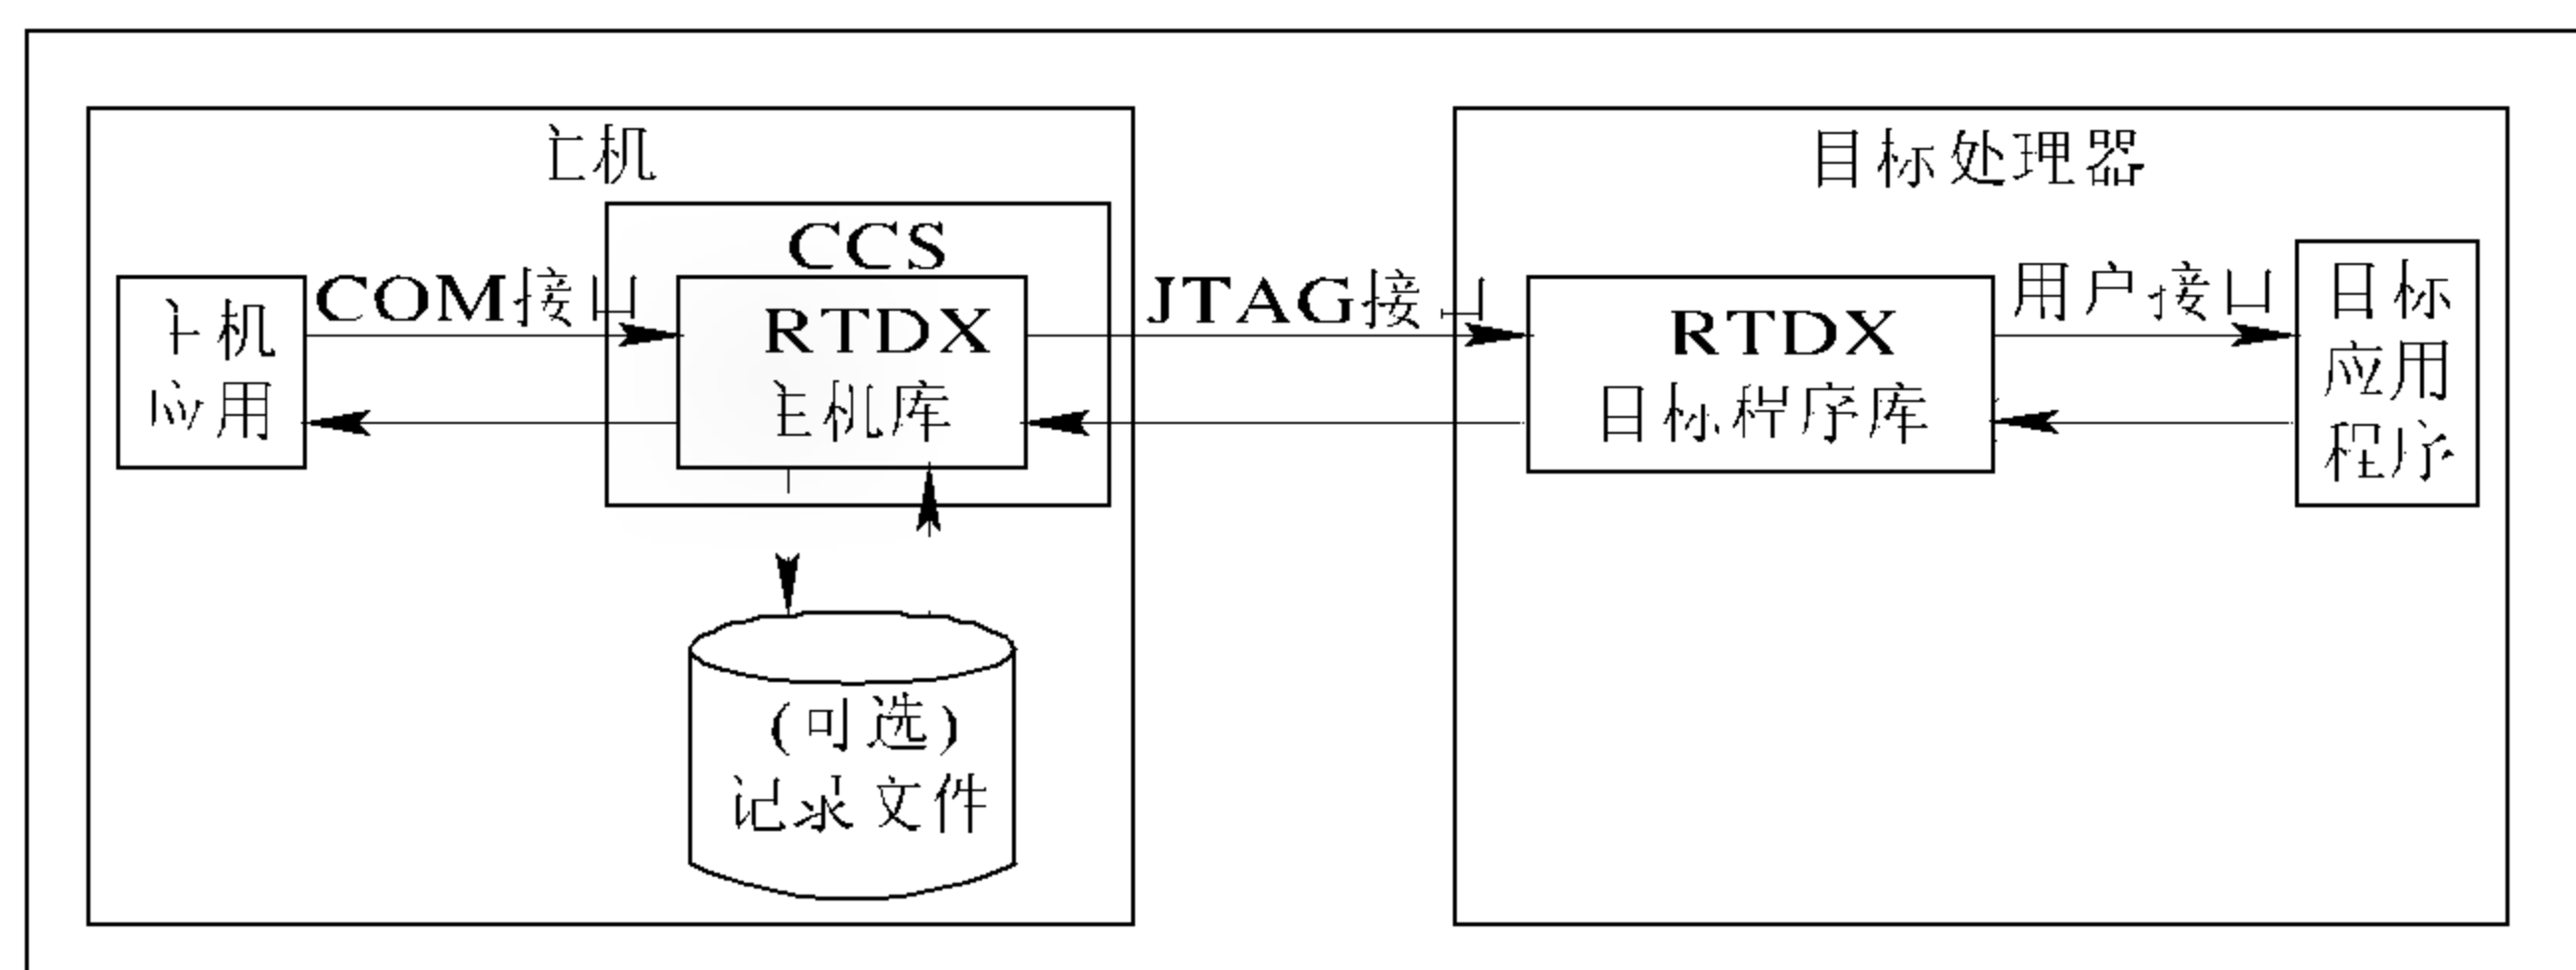 主机
目标处理器
CCS
主机
应用
COM接口
RTDX
主机库
JTAG接口
RTDX
目标程序库
用户接口
目标
应用
程序
(可选)
记录文件